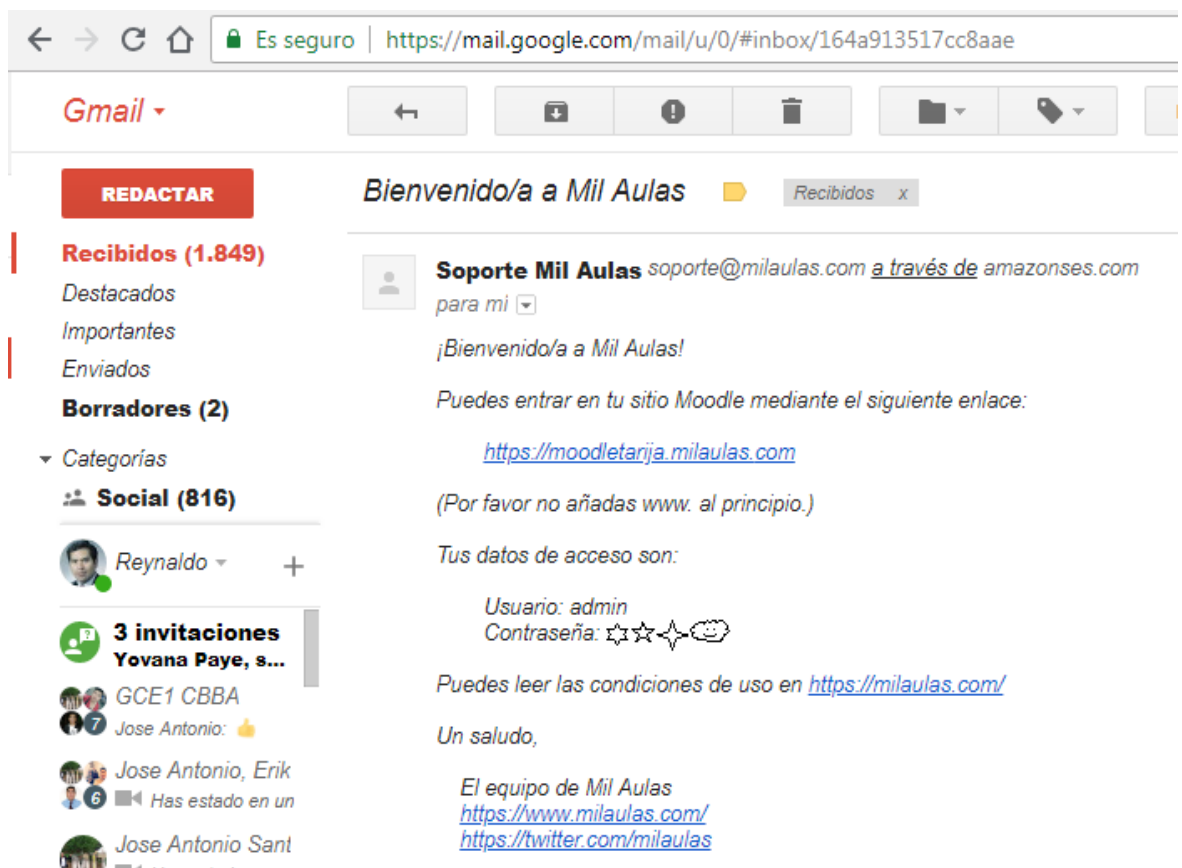 Es seguro | https://mail.google.com/mail/u/0/#inbox/164a913517cc8aae
Gmail
REDACTAR
Recibidos (1.849)
Destacados
Importantes
Enviados
Borradores (2)
Categorías
Social (816)
Reynaldo
3 invitaciones
Yovana Paye, s...
GCE1 CBBA
7 Jose Antonio:
Jose Antonio, Erik
6 Has estado en un
Jose Antonio Sant
Bienvenido/a a Mil Aulas
Recibidos x
Soporte Mil Aulas soporte@milaulas.com a través de amazonses.com
para mi
¡Bienvenido/a a Mil Aulas!
Puedes entrar en tu sitio Moodle mediante el siguiente enlace:
https://moodletarija.milaulas.com
(Por favor no añadas www. al principio.)
Tus datos de acceso son:
Usuario: admin
Contraseña:
Puedes leer las condiciones de uso en https://milaulas.com/
Un saludo,
El equipo de Mil Aulas
https://www.milaulas.com/
https://twitter.com/milaulas